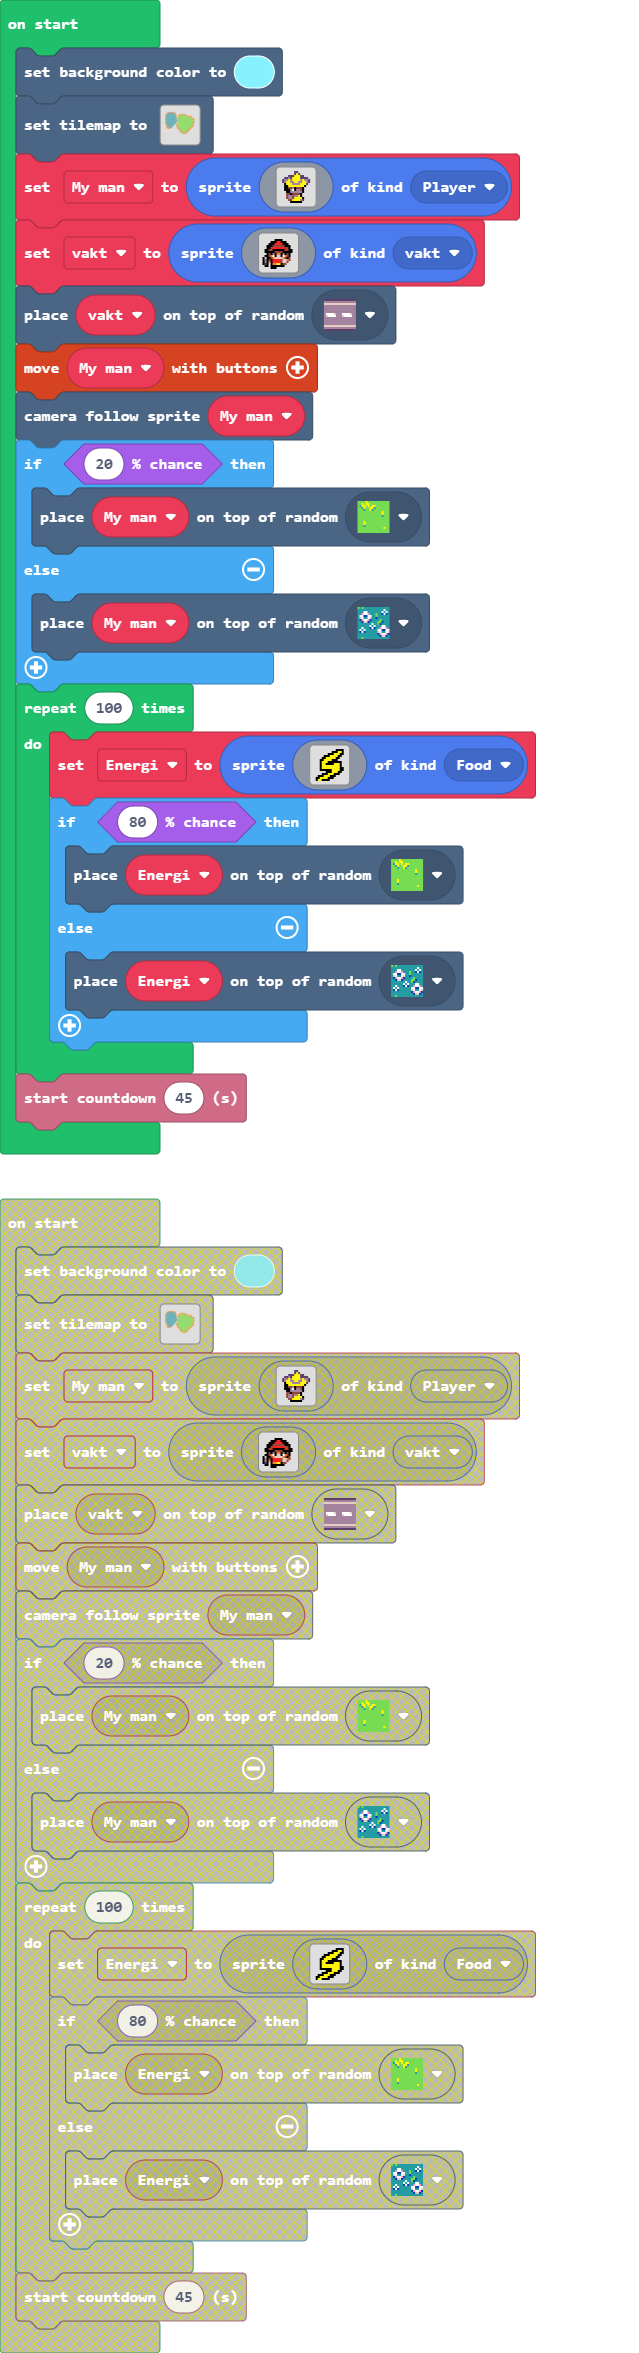 on start
set background color to
set tilemap to
set My man to sprite of kind Player
set vakt to sprite of kind vakt
place vakt on top of random
move My man with buttons
camera follow sprite My man
if 20 % chance then
place My man on top of random
else
place My man on top of random
repeat 100 times
do
set Energi to sprite of kind Food
if 80 % chance then
place Energi on top of random
else
place Energi on top of random
start countdown 45 (s)
on start
set background color to
set tilemap to
set My man to sprite of kind Player
set vakt to sprite of kind vakt
place vakt on top of random
move My man with buttons
camera follow sprite My man
if 20 % chance then
place My man on top of random
else
place My man on top of random
repeat 100 times
do
set Energi to sprite of kind Food
if 80 % chance then
place Energi on top of random
else
place Energi on top of random
start countdown 45 (s)